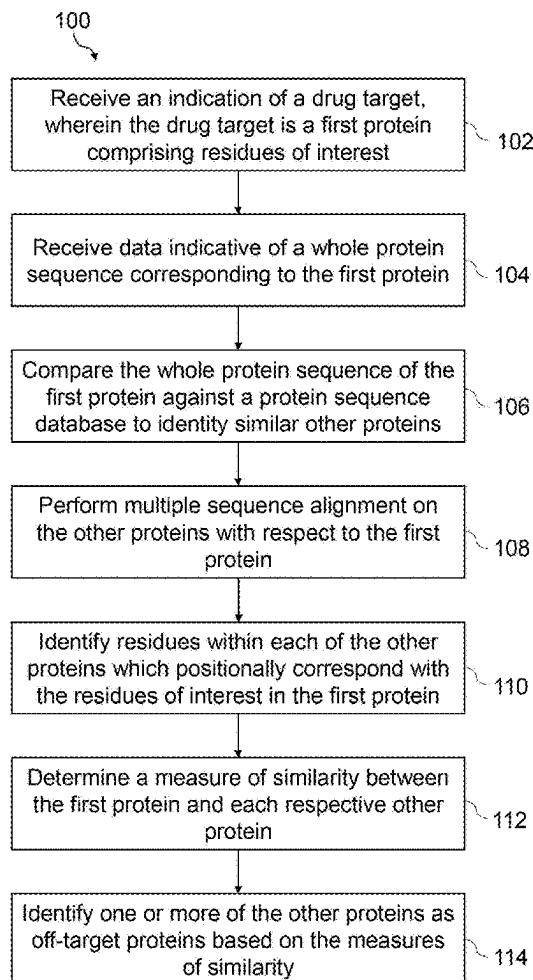 100
Receive an indication of a drug target,
wherein the drug target is a first protein
comprising residues of interest
102
Receive data indicative of a whole protein
sequence corresponding to the first protein
104
Compare the whole protein sequence of the
first protein against a protein sequence
database to identity similar other proteins
106
Perform multiple sequence alignment on
the other proteins with respect to the first
protein
108
Identify residues within each of the other
proteins which positionally correspond with
the residues of interest in the first protein
110
Determine a measure of similarity between
the first protein and each respective other
protein
112
Identify one or more of the other proteins as
off-target proteins based on the measures
of similarity
114